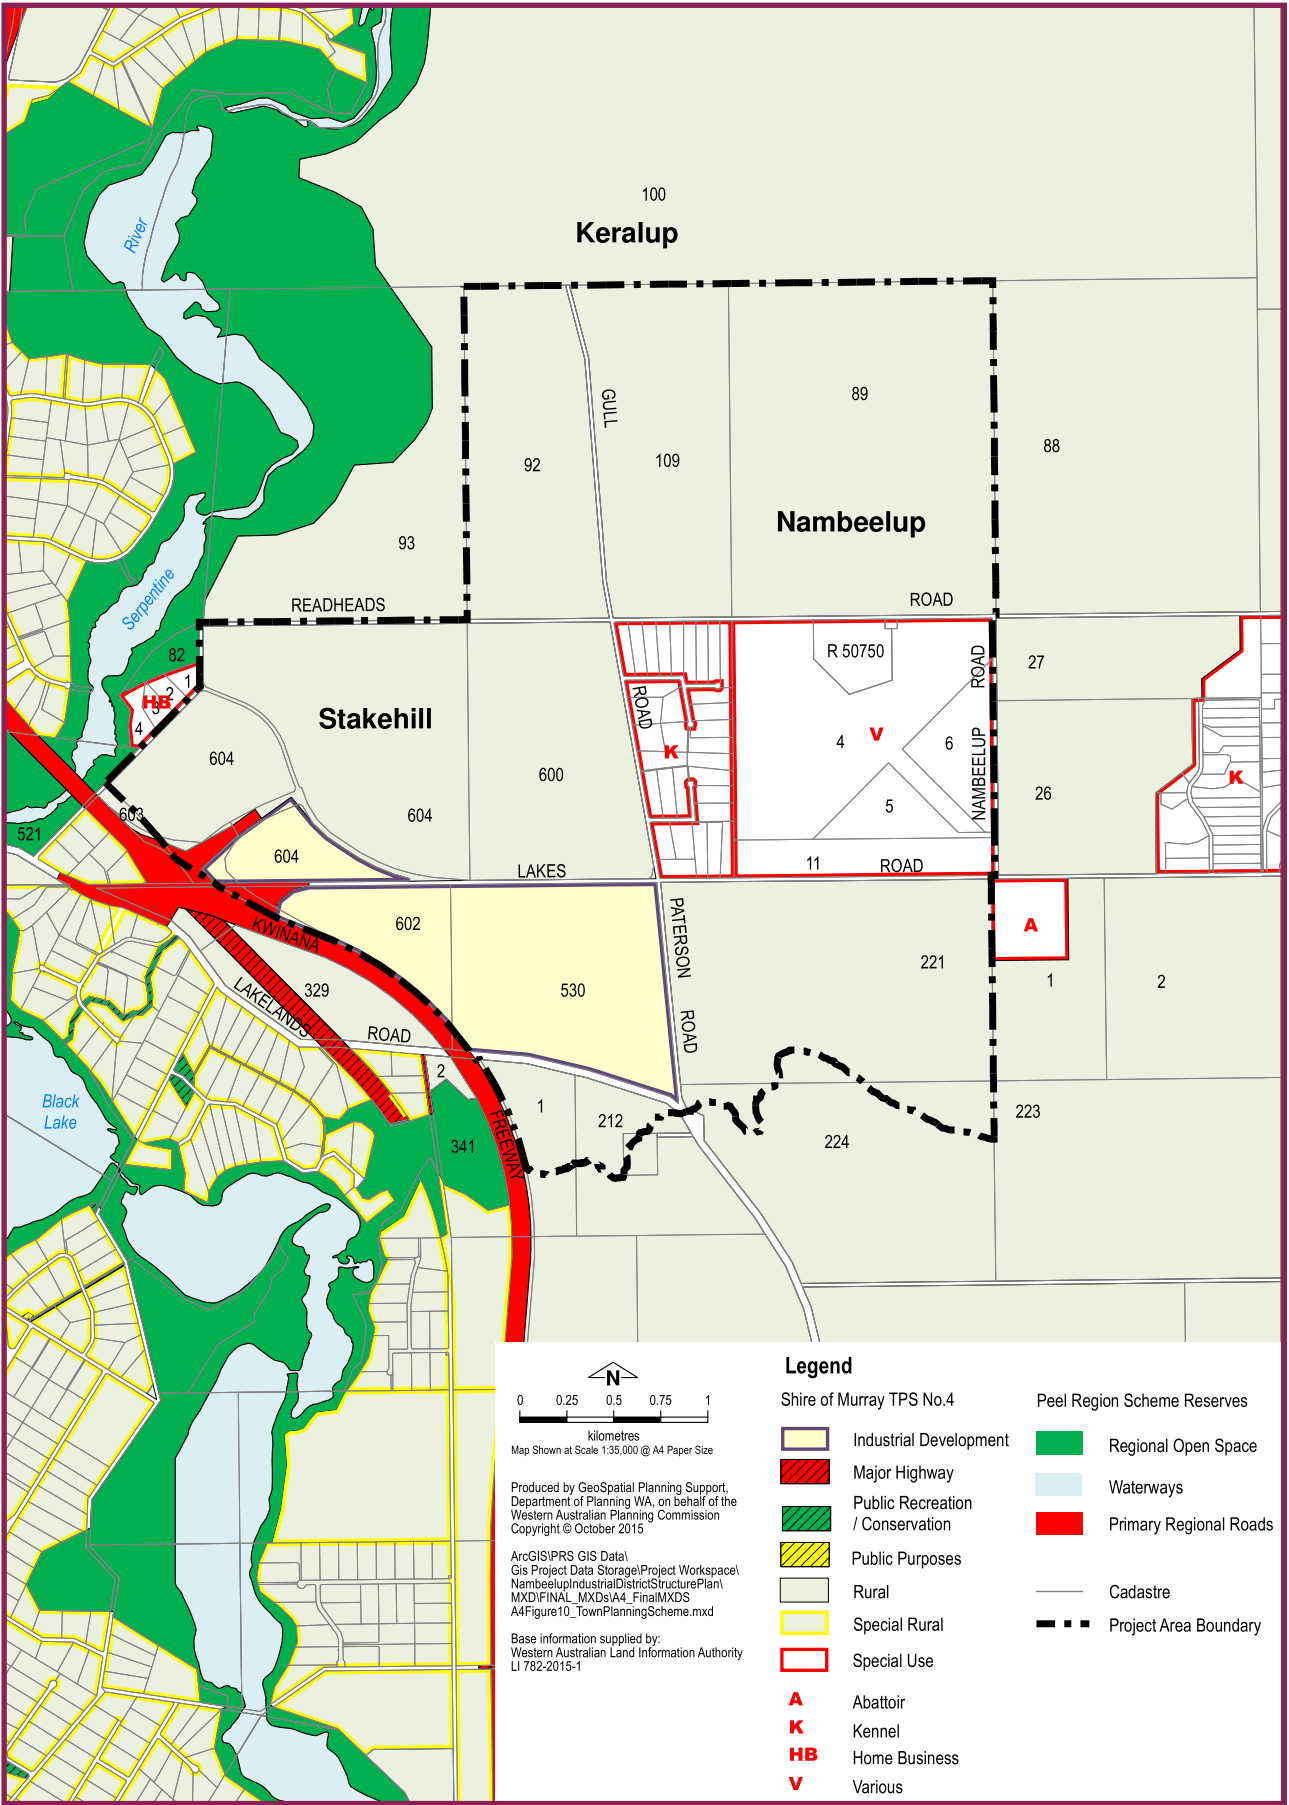 100
Keralup
River
GULL
89
92
109
88
Nambeelup
93
Serpentine
READHEADS
ROAD
82
1
2
3
HB
4
R 50750
ROAD
27
ROAD
Stakehill
604
4
V
6
K
NAMBEELUP
K
600
26
5
603
604
521
604
11
ROAD
LAKES
602
KWINANA
PATERSON
A
221
1
2
530
329
LAKELANDS
ROAD
ROAD
2
Black
Lake
1
212
FREEWAY
341
224
223
N
0 0.25 0.5 0.75 1
kilometres
Map Shown at Scale 1:35,000 @ A4 Paper Size
Produced by GeoSpatial Planning Support,
Department of Planning WA, on behalf of the
Western Australian Planning Commission
Copyright © October 2015
ArcGIS\PRS GIS Data\
Gis Project Data Storage\Project Workspace\
NambeelupIndustrialDistrictStructurePlan\
MXD\FINAL_MXDs\A4_FinalMXDS
A4Figure10_TownPlanningScheme.mxd
Base information supplied by:
Western Australian Land Information Authority
LI 782-2015-1
Legend
Shire of Murray TPS No.4
Industrial Development
Major Highway
Public Recreation
/ Conservation
Public Purposes
Rural
Special Rural
Special Use
A Abattoir
K Kennel
HB Home Business
V Various
Peel Region Scheme Reserves
Regional Open Space
Waterways
Primary Regional Roads
Cadastre
Project Area Boundary